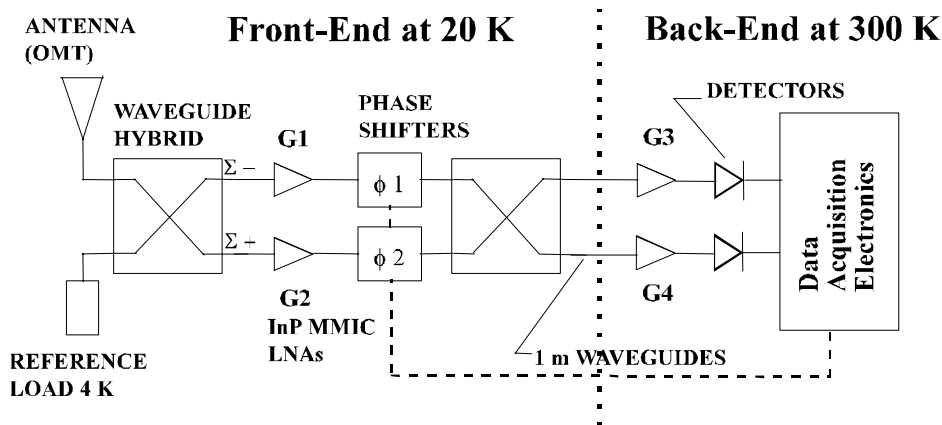 ANTENNA
(OMT)
Front-End at 20 K
Back-End at 300 K
WAVEGUIDE
HYBRID
PHASE
SHIFTERS
DETECTORS
G1
G3
Σ −
ϕ 1
Σ +
ϕ 2
G2
InP MMIC
LNAs
G4
1 m WAVEGUIDES
REFERENCE
LOAD 4 K
Data
Acquisition
Electronics